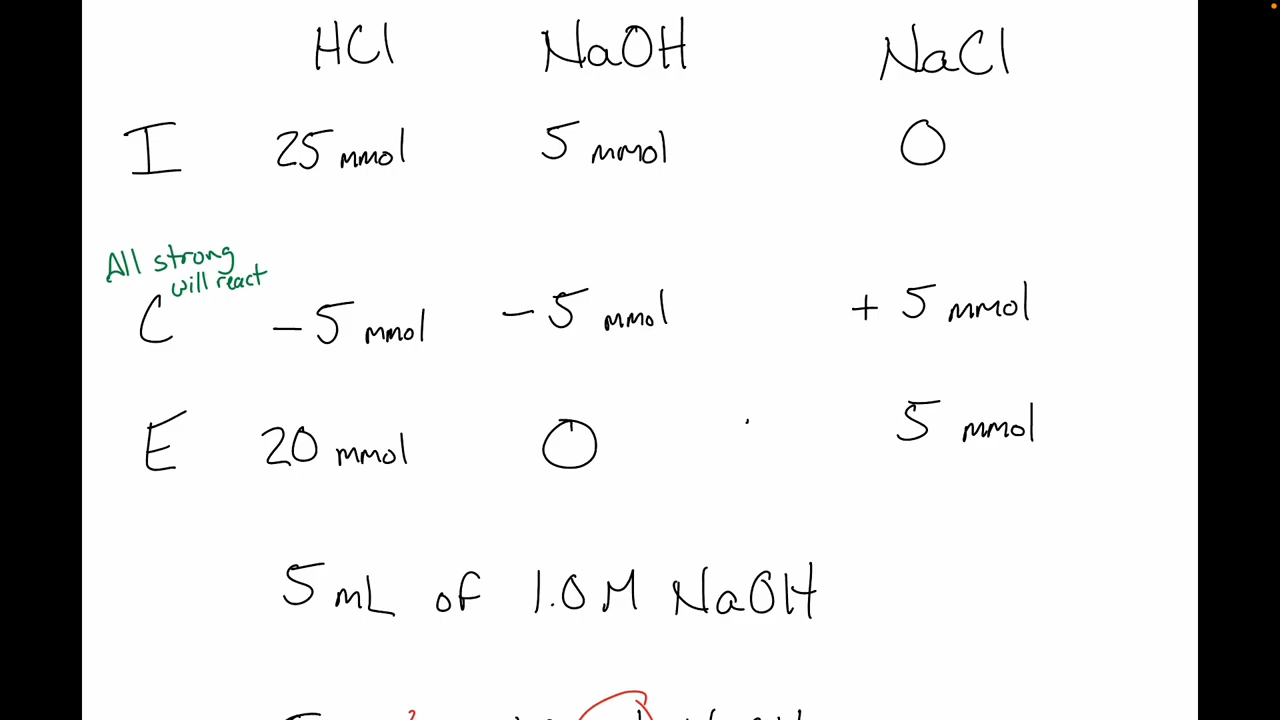 HCl NaOH NaCl
I 25 mmol 5 mmol 0
All strong
will react
C - 5 mmol - 5 mmol + 5 mmol
E 20 mmol 0 5 mmol
5 mL of 1.0 M NaOH